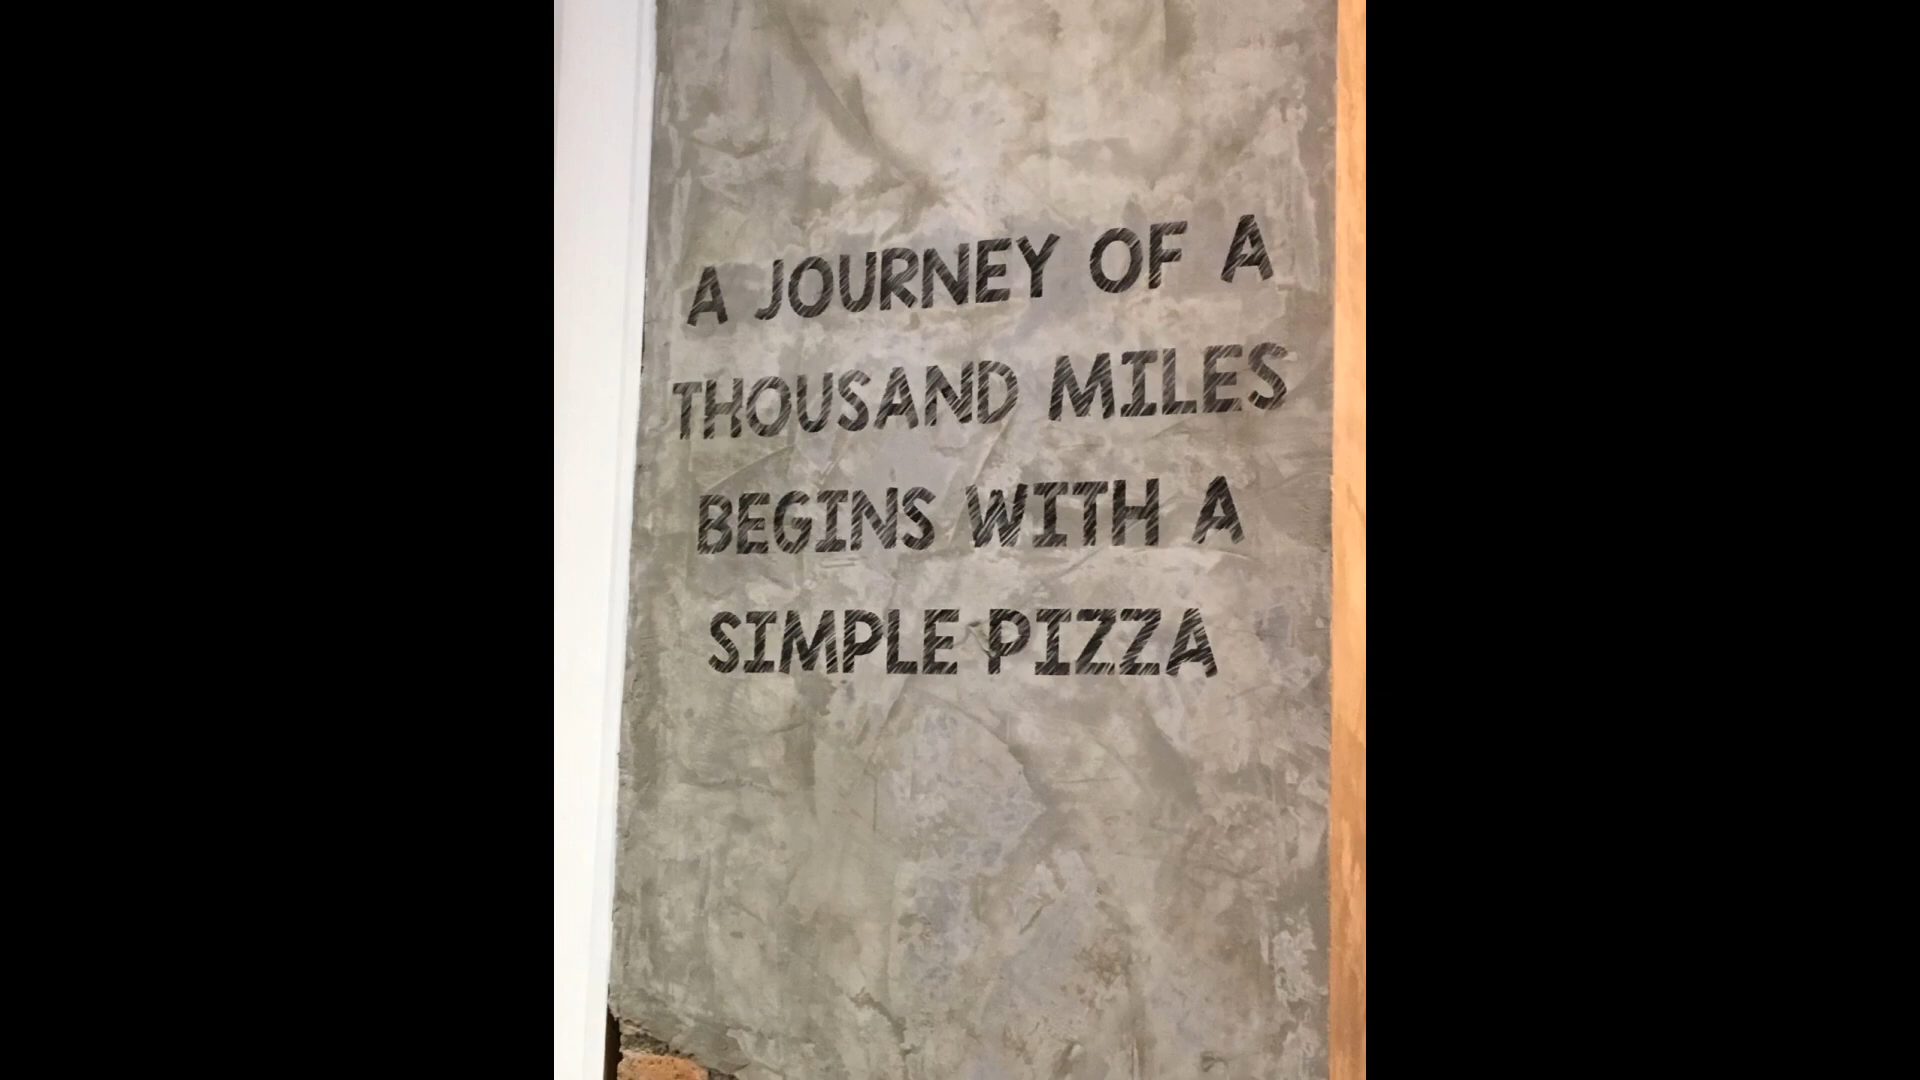 A JOURNEY OF A
THOUSAND MILES
BEGINS WITH A
SIMPLE PIZZA